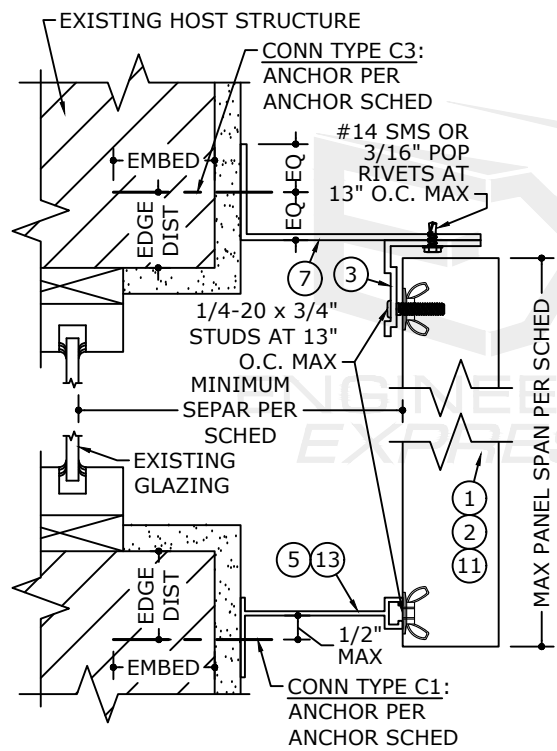 EXISTING HOST STRUCTURE
CONN TYPE C3:
ANCHOR PER
ANCHOR SCHED
#14 SMS OR
3/16" POP
RIVETS AT
13" O.C. MAX
EMBED
EQ
EQ
EDGE
DIST
7
3
1/4-20 x 3/4"
STUDS AT 13"
O.C. MAX
MINIMUM
SEPAR PER
SCHED
ENGINEE
EXPRE
EXISTING
GLAZING
MAX PANEL SPAN PER SCHED
1
2
11
5
13
EDGE
DIST
1/2"
MAX
EMBED
CONN TYPE C1:
ANCHOR PER
ANCHOR SCHED